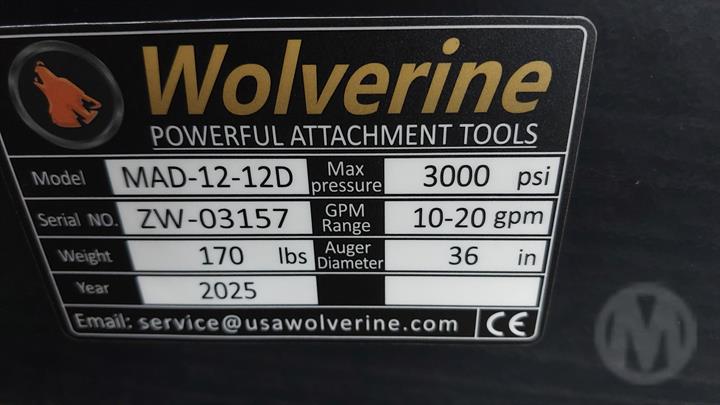 Wolverine
POWERFUL ATTACHMENT TOOLS
Model MAD-12-12D Max pressure 3000 psi
Serial NO. ZW-03157 GPM Range 10-20 gpm
Weight 170 lbs Auger Diameter 36 in
Year 2025
Email: service@usawolverine.com CE
M